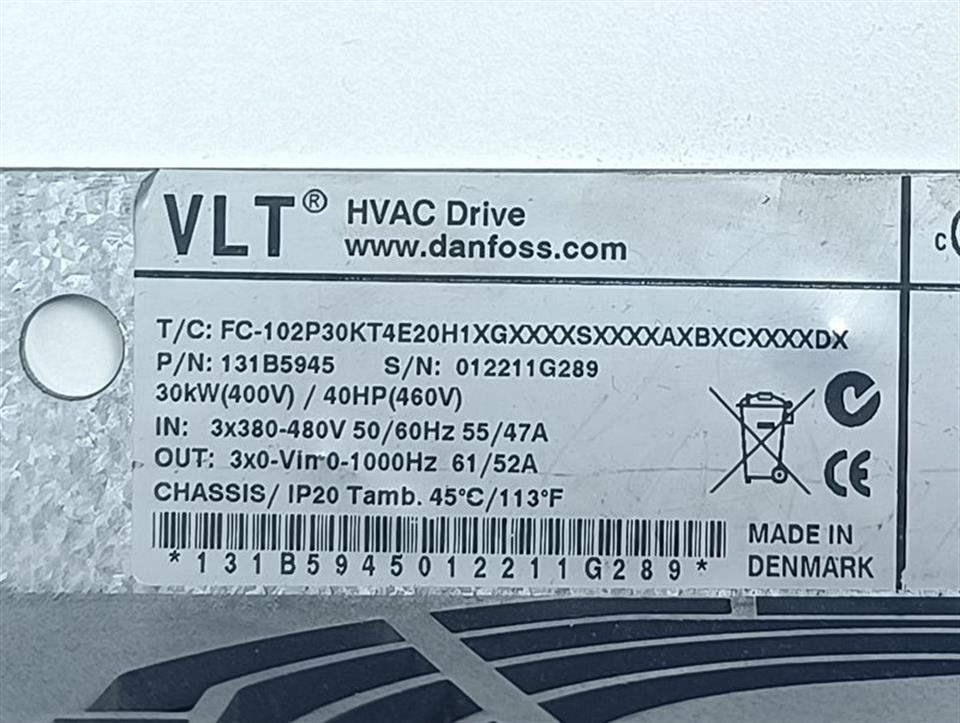 VLT® HVAC Drive
www.danfoss.com
T/C: FC-102P30KT4E20H1XGXXXXSXXXXAXBXCXXXXDX
P/N: 131B5945 S/N: 012211G289
30kW(400V) / 40HP(460V)
IN: 3x380-480V 50/60Hz 55/47A
OUT: 3x0-Vin 0-1000Hz 61/52A
CHASSIS/ IP20 Tamb. 45°C/113°F
*131B5945012211G289*
CE
MADE IN
DENMARK
c